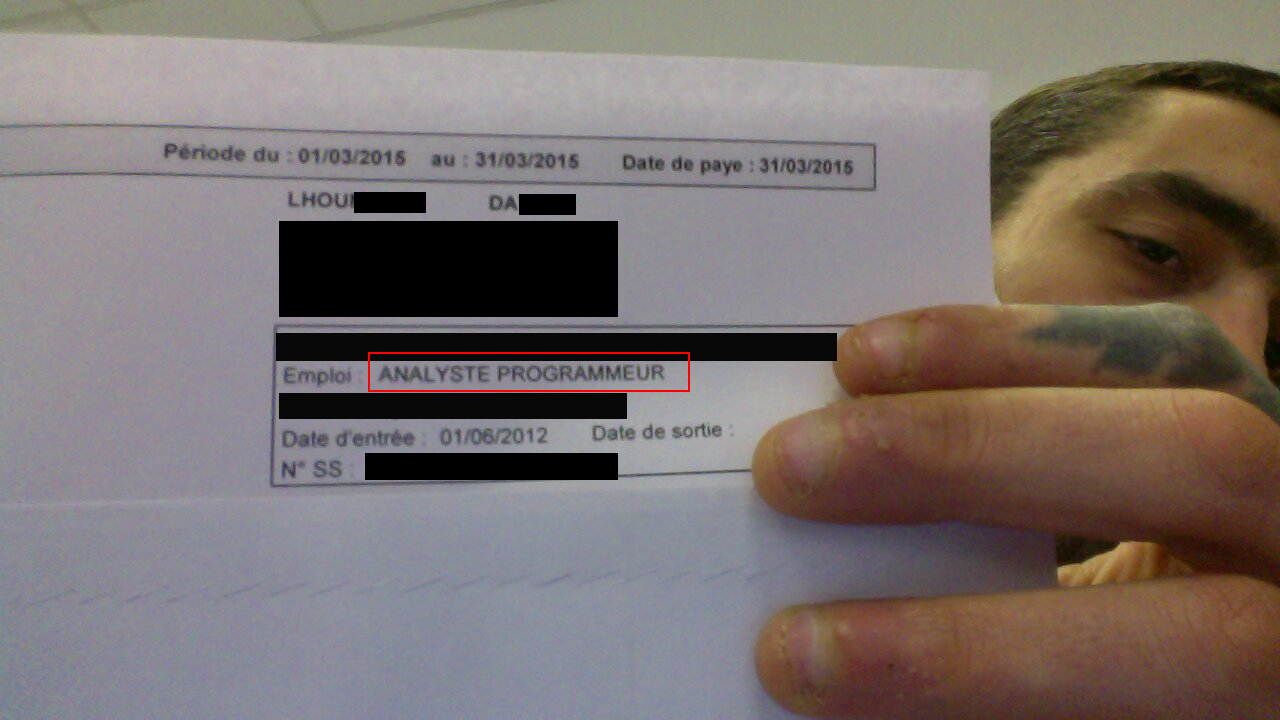 Période du : 01/03/2015 au : 31/03/2015 Date de paye : 31/03/2015
LHOU DA
Emploi : ANALYSTE PROGRAMMEUR
Date d'entrée : 01/06/2012 Date de sortie :
N° SS :